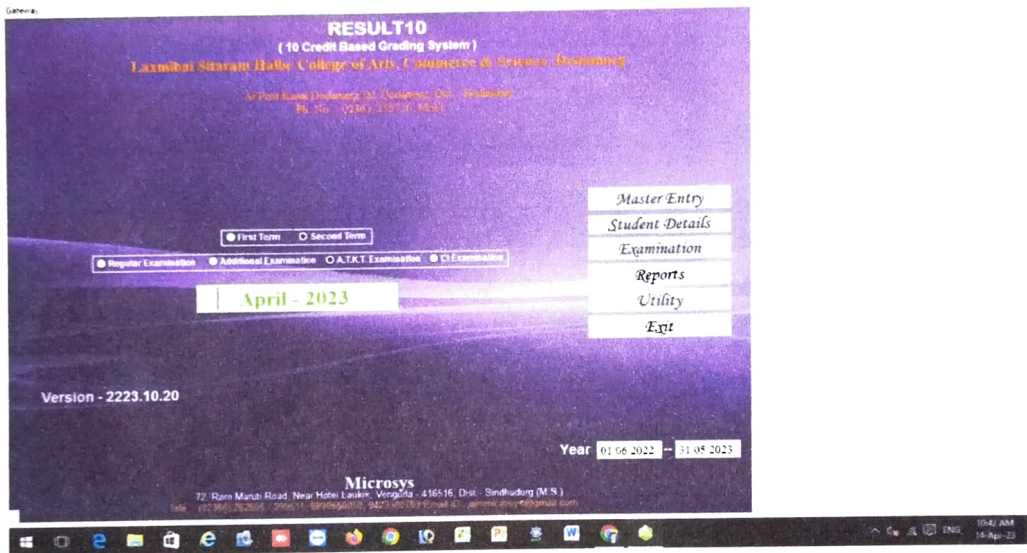 Gateway
RESULT10
( 10 Credit Based Grading System )
Laxmibai Sitaram Halbe College of Arts, Commerce & Science, Dodamarg
Ph. No.
Master Entry
Student Details
First Term Second Term
Examination
Regular Examination Additional Examination A.T.K.T. Examination Ct Examination
Reports
April - 2023
Utility
Exit
Version - 2223.10.20
Year 01 06 2022 -- 31 05 2023
Microsys
72, Ram Maruti Road, Near Hotel Laukik, Vengurla - 416516, Dist - Sindhudurg (M.S.)
ENG
10:42 AM
14-Apr-23